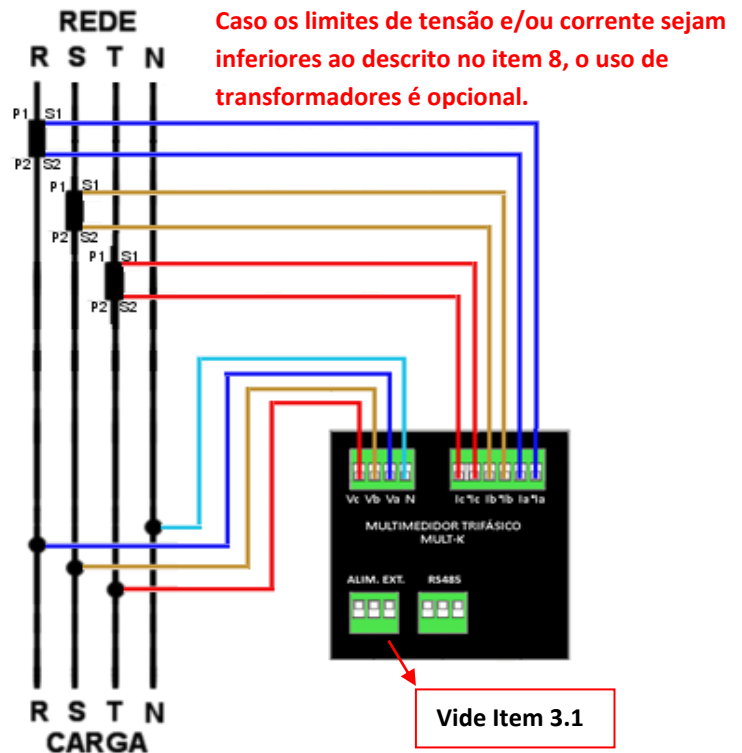 REDE
R S T N
Caso os limites de tensão e/ou corrente sejam
inferiores ao descrito no item 8, o uso de
transformadores é opcional.
P1 S1
P2 S2
P1 S1
P2 S2
P1 S1
P2 S2
Vc Vb Va N
Ic *Ic Ib *Ib Ia *Ia
MULTIMEDIDOR TRIFÁSICO
MULT-K
ALIM. EXT. RS485
Vide Item 3.1
R S T N
CARGA